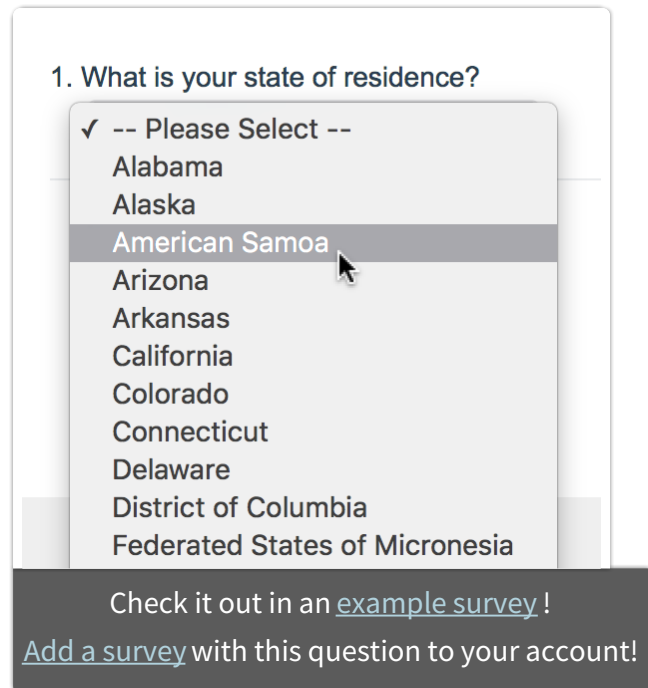 1. What is your state of residence?
✓ -- Please Select --
Alabama
Alaska
American Samoa
Arizona
Arkansas
California
Colorado
Connecticut
Delaware
District of Columbia
Federated States of Micronesia
Check it out in an example survey !
Add a survey with this question to your account!